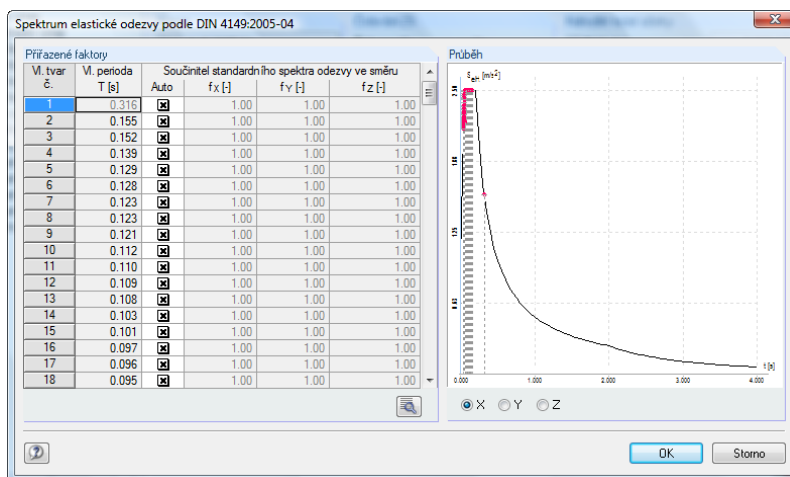 Spektrum elastické odezvy podle DIN 4149:2005-04
Přiřazené faktory
Vl. tvar Vl. perioda Součinitel standardního spektra odezvy ve směru
č. T [s] Auto fX [-] fY [-] fZ [-]
1 0.316 1.00 1.00 1.00
2 0.155 1.00 1.00 1.00
3 0.152 1.00 1.00 1.00
4 0.139 1.00 1.00 1.00
5 0.129 1.00 1.00 1.00
6 0.128 1.00 1.00 1.00
7 0.123 1.00 1.00 1.00
8 0.123 1.00 1.00 1.00
9 0.121 1.00 1.00 1.00
10 0.112 1.00 1.00 1.00
11 0.110 1.00 1.00 1.00
12 0.109 1.00 1.00 1.00
13 0.108 1.00 1.00 1.00
14 0.103 1.00 1.00 1.00
15 0.101 1.00 1.00 1.00
16 0.097 1.00 1.00 1.00
17 0.096 1.00 1.00 1.00
18 0.095 1.00 1.00 1.00
Průběh
SeH [m/s²]
1.25
0.63
0.000 1.000 2.000 3.000 4.000
t [s]
X Y Z
OK Storno